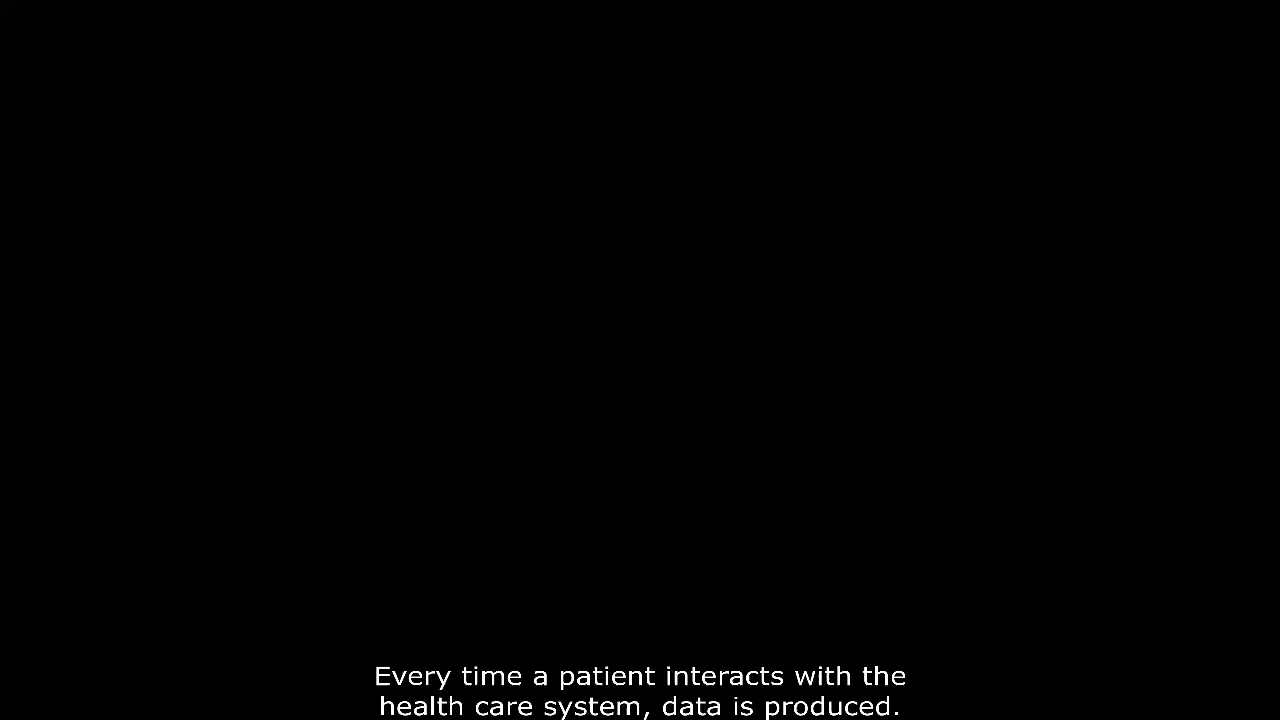 Every time a patient interacts with the
health care system, data is produced.